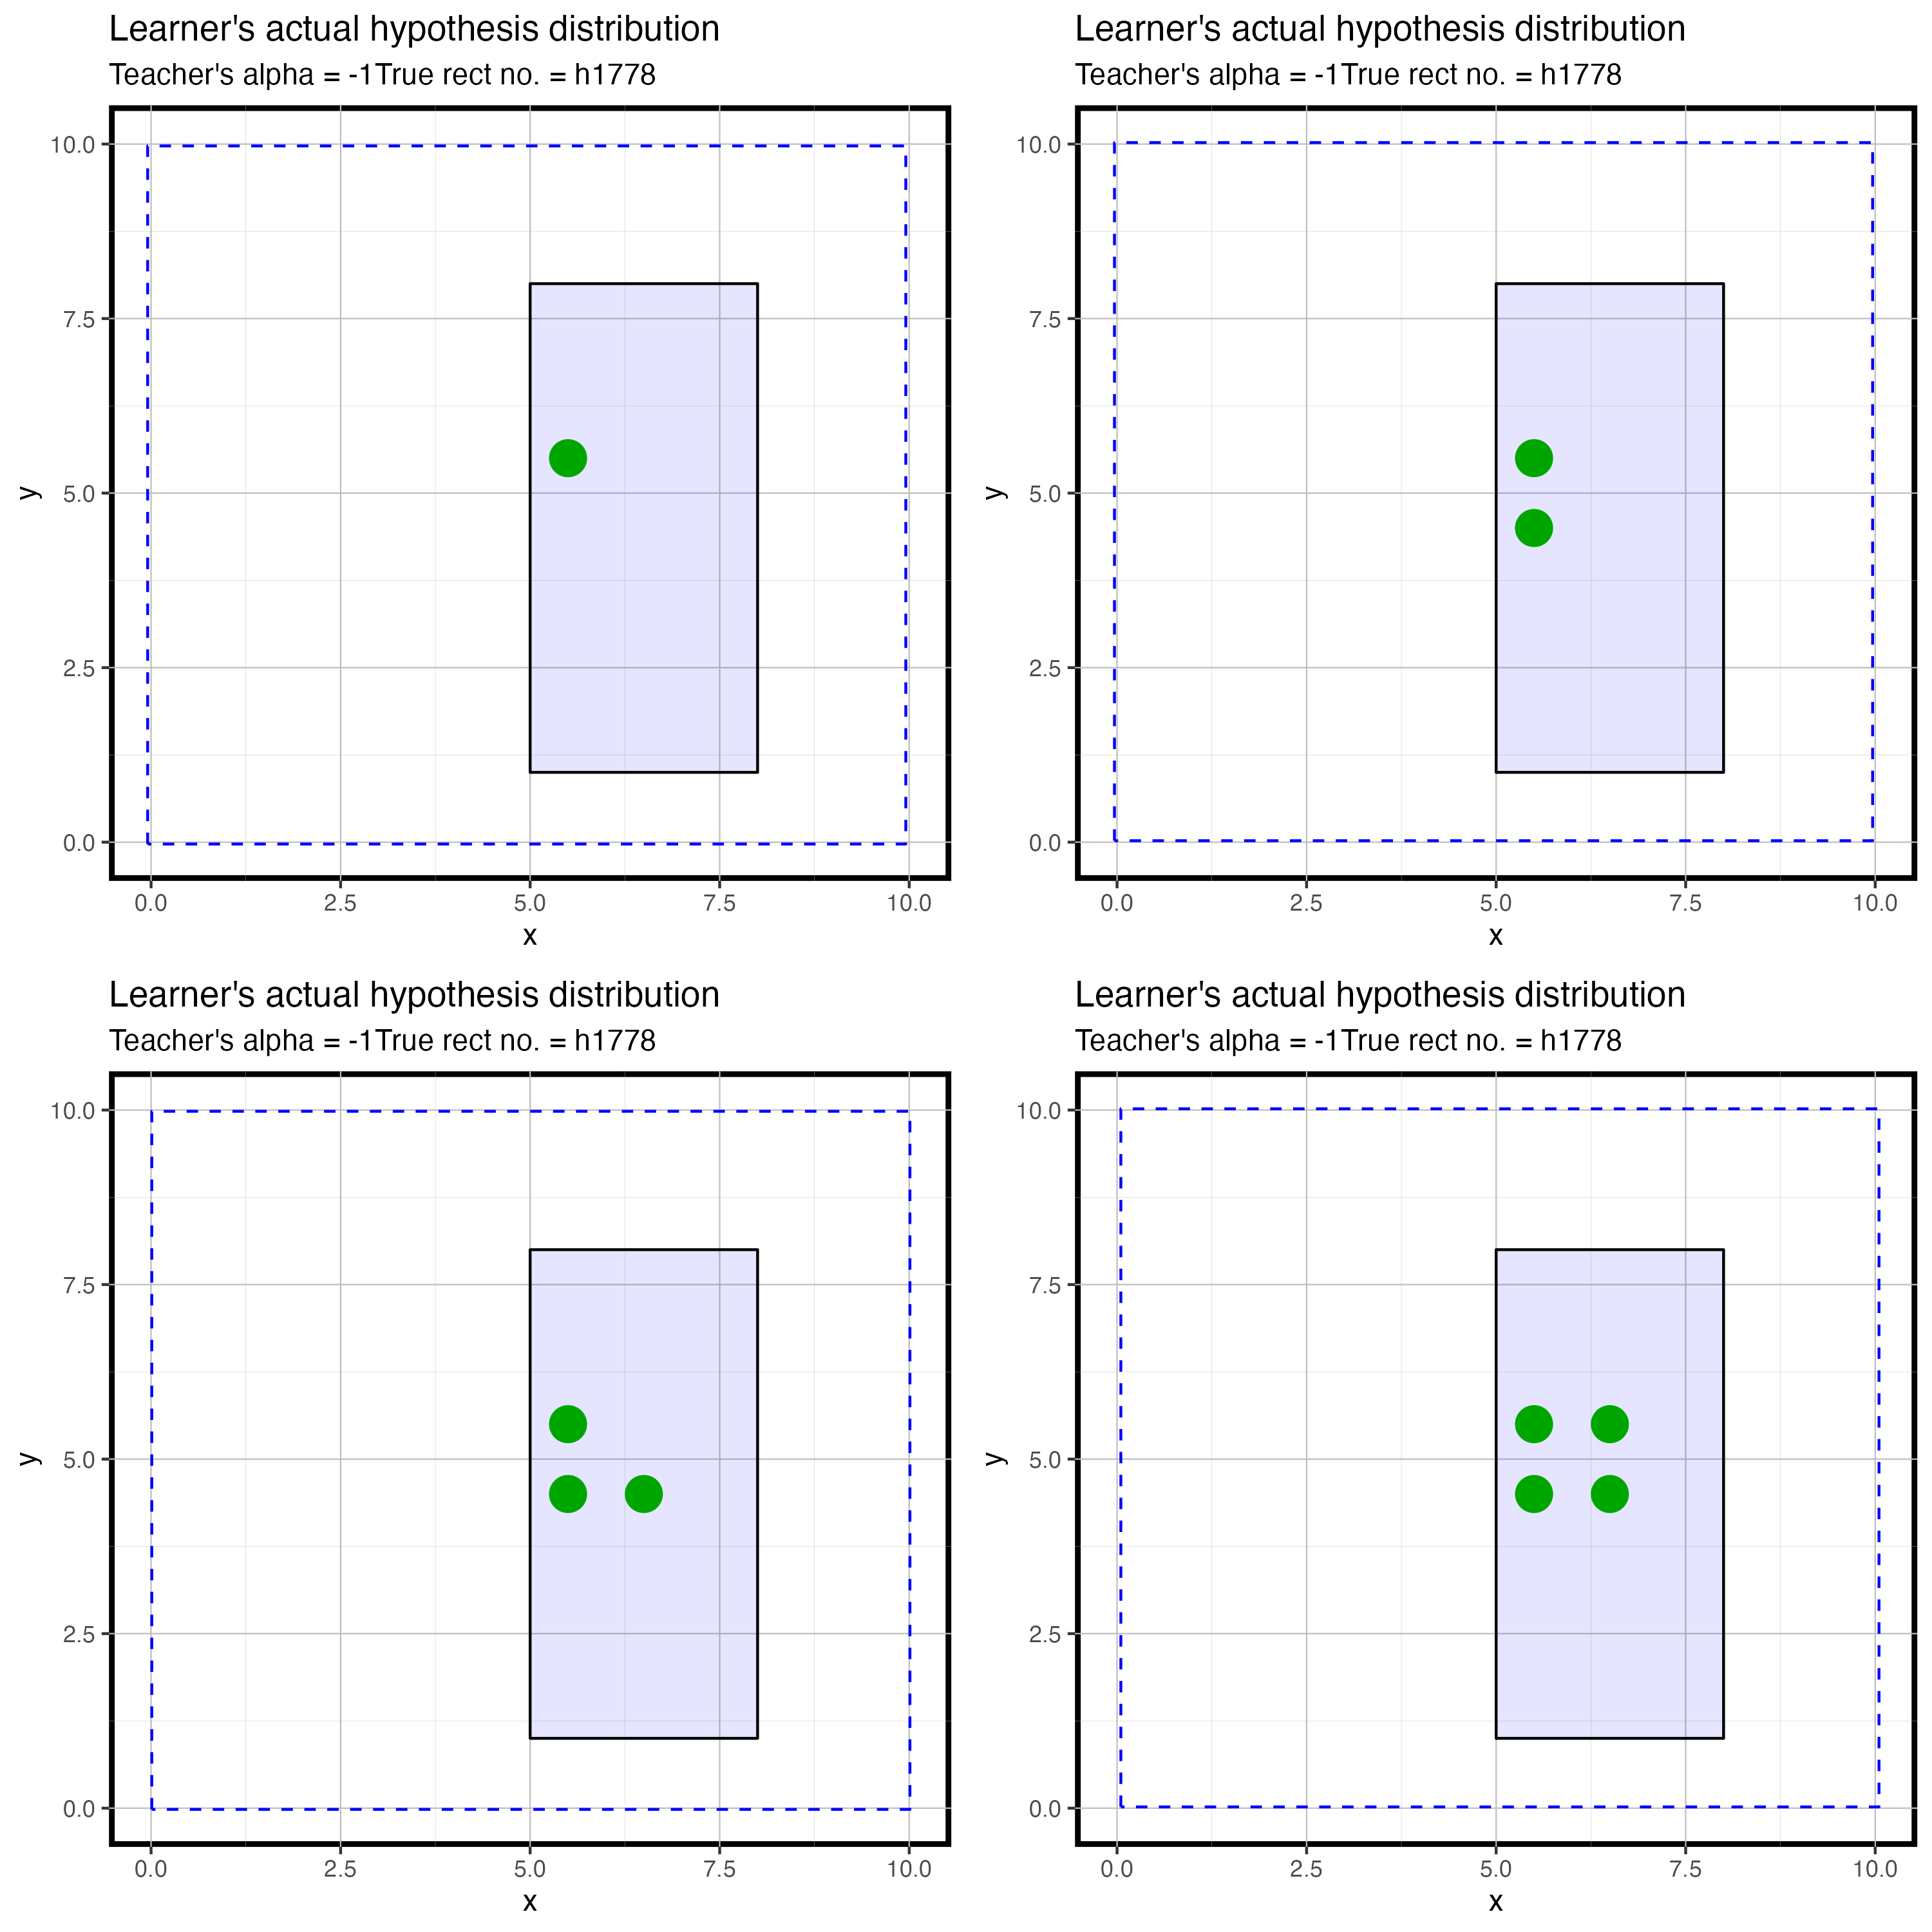 Learner's actual hypothesis distribution
Teacher's alpha = -1True rect no. = h1778
10.0
7.5
5.0
2.5
0.0
y
0.0 2.5 5.0 7.5 10.0
x
Learner's actual hypothesis distribution
Teacher's alpha = -1True rect no. = h1778
10.0
7.5
5.0
2.5
0.0
y
0.0 2.5 5.0 7.5 10.0
x
Learner's actual hypothesis distribution
Teacher's alpha = -1True rect no. = h1778
10.0
7.5
5.0
2.5
0.0
y
0.0 2.5 5.0 7.5 10.0
x
Learner's actual hypothesis distribution
Teacher's alpha = -1True rect no. = h1778
10.0
7.5
5.0
2.5
0.0
y
0.0 2.5 5.0 7.5 10.0
x